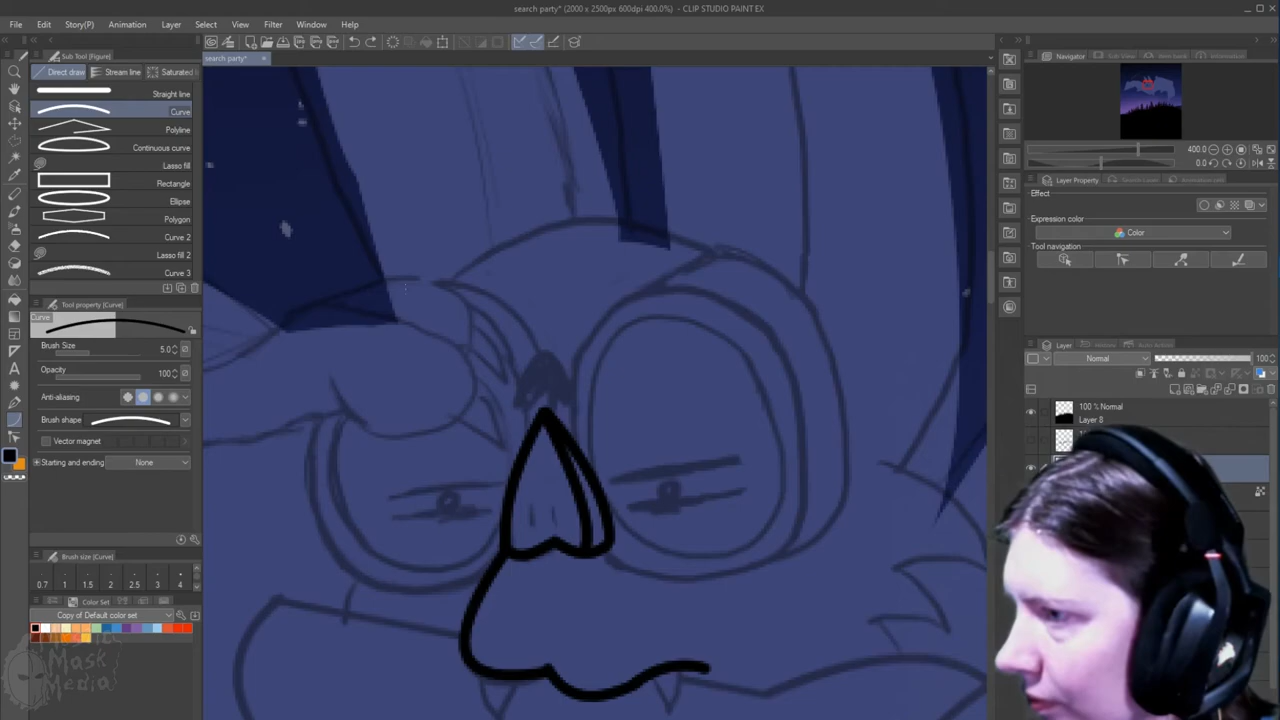 search party* (2000 x 2500px 600dpi 400.0%) - CLIP STUDIO PAINT EX
File Edit Story(P) Animation Layer Select View Filter Window Help
Sub Tool [Figure]
search party*
Direct draw Stream line Saturated
Straight line
Curve
Polyline
Continuous curve
Lasso fill
Rectangle
Ellipse
Polygon
Curve 2
Lasso fill 2
Curve 3
Tool property [Curve]
Curve
Brush Size 5.0
Opacity 100
Anti-aliasing
Brush shape
Vector magnet
Starting and ending None
Brush size [Curve]
0.7 1 1.5 2 2.5 3 4
Color Set
Copy of Default color set
Mask
Media
Navigator
400.0
0.0
Layer Property
Effect
Expression color
Color
Tool navigation
Layer
Normal 100
100 % Normal
Layer 8